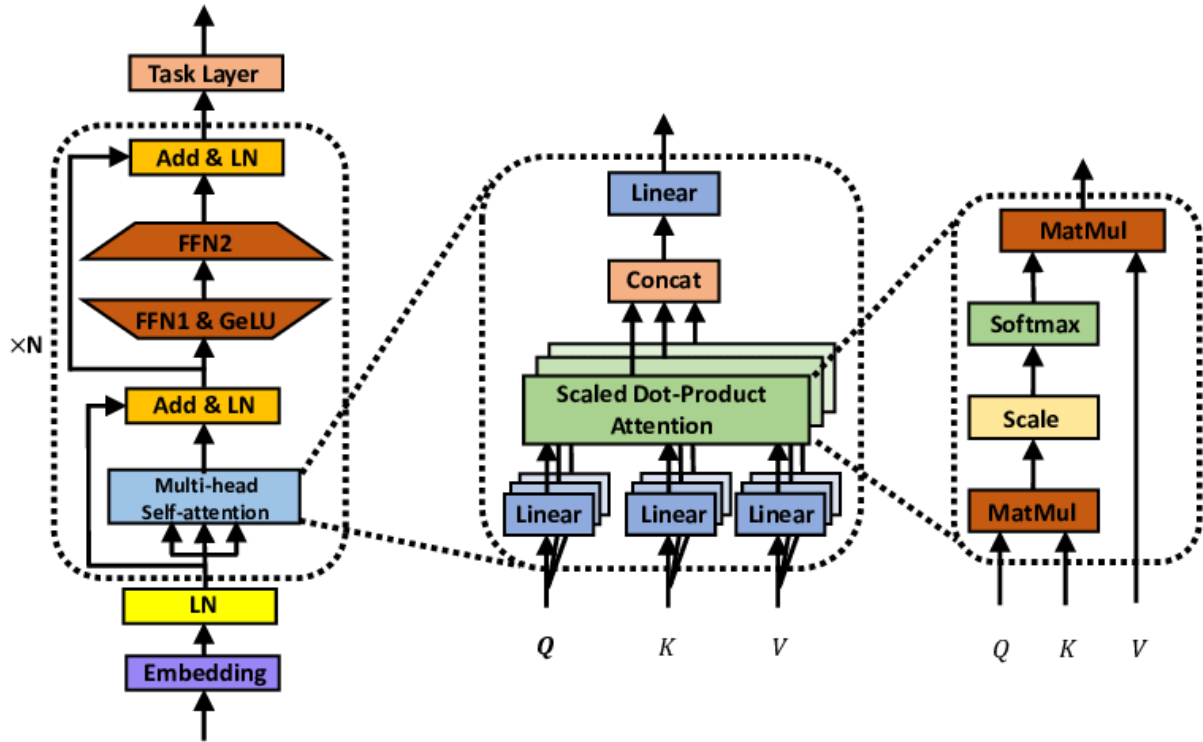 Task Layer
Add & LN
FFN2
FFN1 & GeLU
×N
Add & LN
Multi-head
Self-attention
LN
Embedding
Linear
Concat
Scaled Dot-Product
Attention
Linear
Linear
Linear
Q
K
V
MatMul
Softmax
Scale
MatMul
Q
K
V